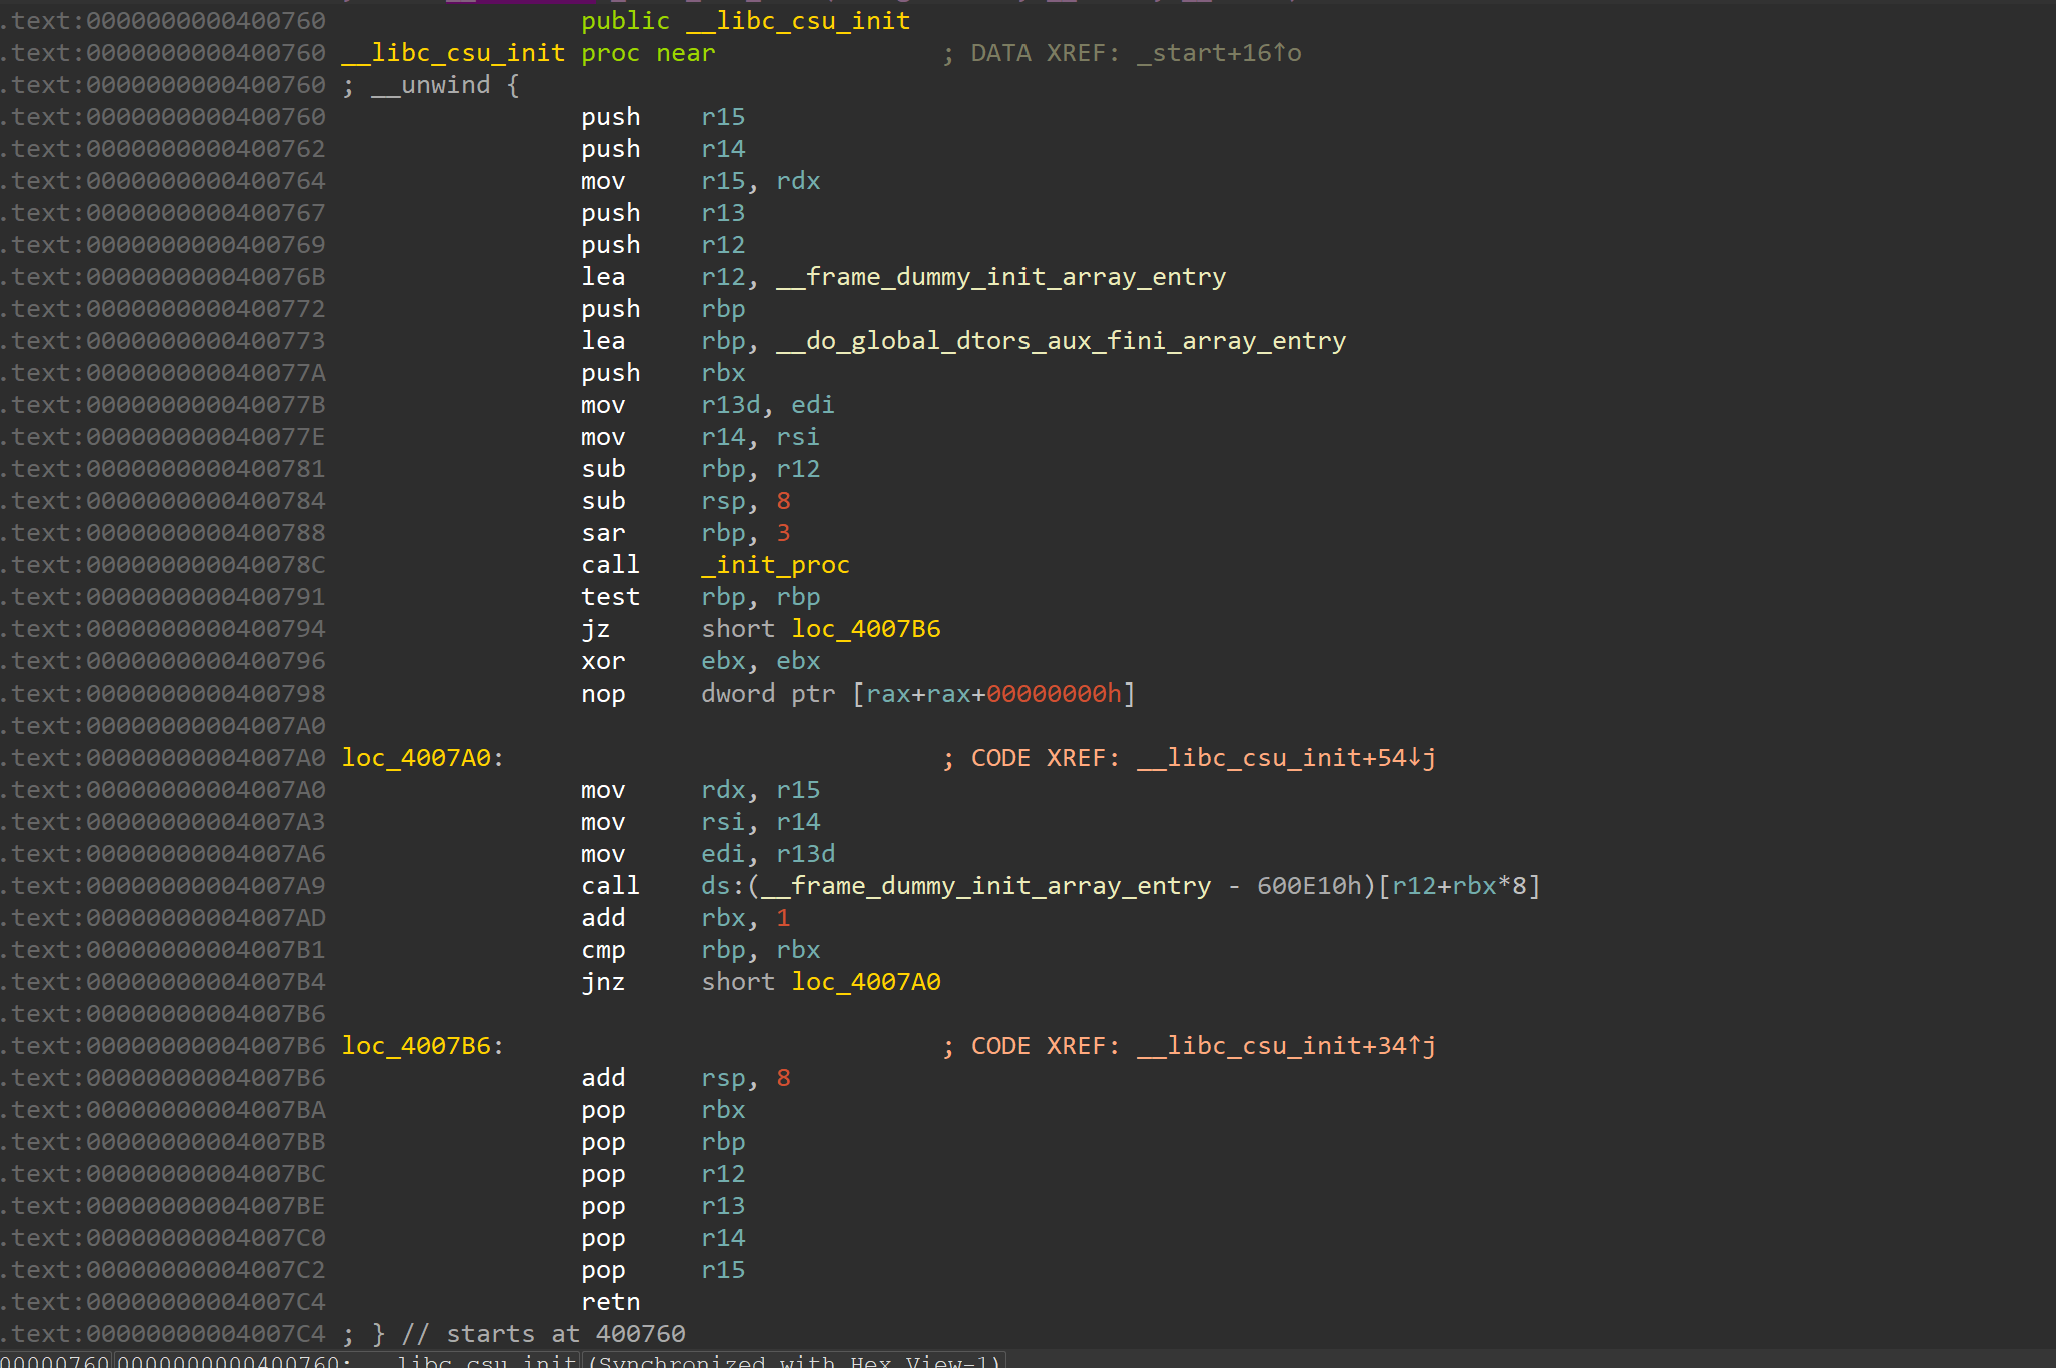 .text:0000000000400760 public __libc_csu_init
.text:0000000000400760 __libc_csu_init proc near ; DATA XREF: _start+16↑o
.text:0000000000400760 ; __unwind {
.text:0000000000400760 push r15
.text:0000000000400762 push r14
.text:0000000000400764 mov r15, rdx
.text:0000000000400767 push r13
.text:0000000000400769 push r12
.text:000000000040076B lea r12, __frame_dummy_init_array_entry
.text:0000000000400772 push rbp
.text:0000000000400773 lea rbp, __do_global_dtors_aux_fini_array_entry
.text:000000000040077A push rbx
.text:000000000040077B mov r13d, edi
.text:000000000040077E mov r14, rsi
.text:0000000000400781 sub rbp, r12
.text:0000000000400784 sub rsp, 8
.text:0000000000400788 sar rbp, 3
.text:000000000040078C call _init_proc
.text:0000000000400791 test rbp, rbp
.text:0000000000400794 jz short loc_4007B6
.text:0000000000400796 xor ebx, ebx
.text:0000000000400798 nop dword ptr [rax+rax+00000000h]
.text:00000000004007A0
.text:00000000004007A0 loc_4007A0: ; CODE XREF: __libc_csu_init+54↓j
.text:00000000004007A0 mov rdx, r15
.text:00000000004007A3 mov rsi, r14
.text:00000000004007A6 mov edi, r13d
.text:00000000004007A9 call ds:(__frame_dummy_init_array_entry - 600E10h)[r12+rbx*8]
.text:00000000004007AD add rbx, 1
.text:00000000004007B1 cmp rbp, rbx
.text:00000000004007B4 jnz short loc_4007A0
.text:00000000004007B6
.text:00000000004007B6 loc_4007B6: ; CODE XREF: __libc_csu_init+34↑j
.text:00000000004007B6 add rsp, 8
.text:00000000004007BA pop rbx
.text:00000000004007BB pop rbp
.text:00000000004007BC pop r12
.text:00000000004007BE pop r13
.text:00000000004007C0 pop r14
.text:00000000004007C2 pop r15
.text:00000000004007C4 retn
.text:00000000004007C4 ; } // starts at 400760
00000760 0000000000400760: __libc_csu_init (Synchronized with Hex View-1)